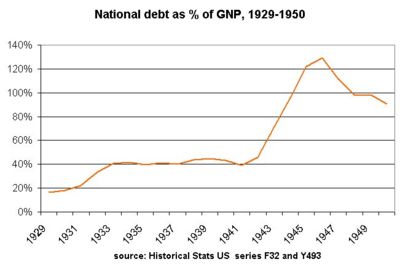 National debt as % of GNP, 1929-1950
140%
120%
100%
80%
60%
40%
20%
0%
1929 1931 1933 1935 1937 1939 1941 1943 1945 1947 1949
source: Historical Stats US series F32 and Y493